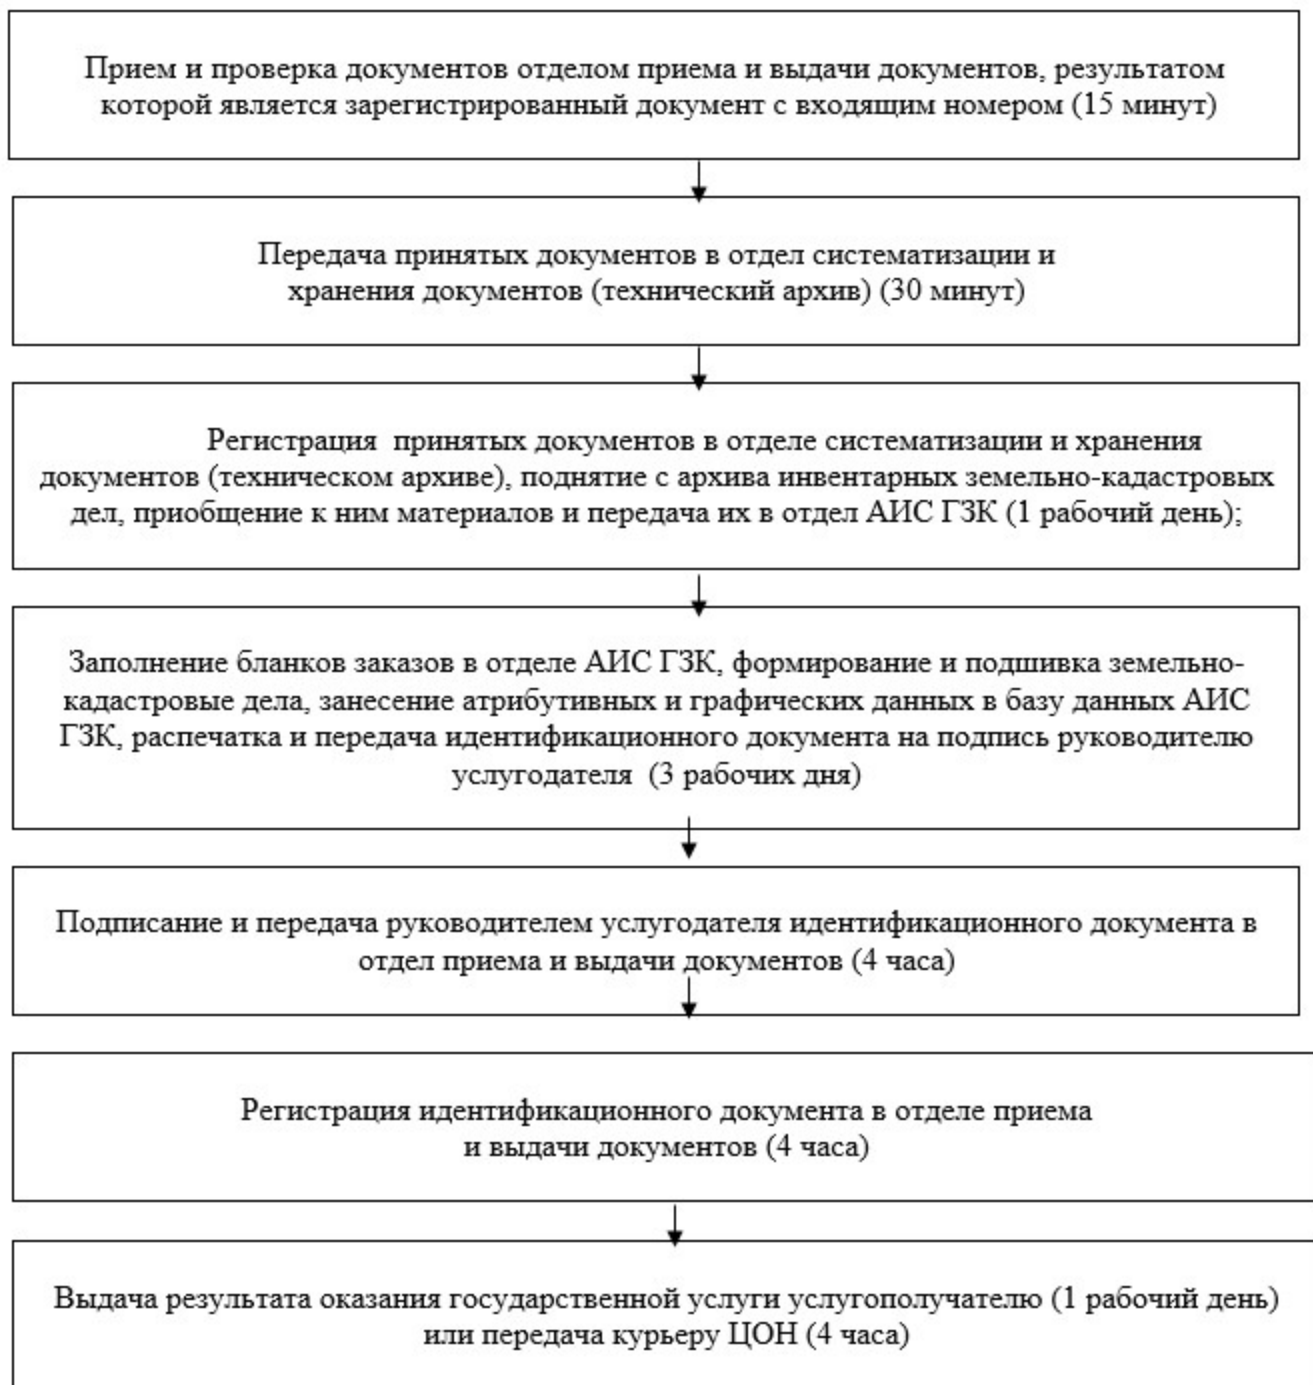 Прием и проверка документов отделом приема и выдачи документов, результатом
которой является зарегистрированный документ с входящим номером (15 минут)
Передача принятых документов в отдел систематизации и
хранения документов (технический архив) (30 минут)
Регистрация принятых документов в отделе систематизации и хранения
документов (техническом архиве), поднятие с архива инвентарных земельно-кадастровых
дел, приобщение к ним материалов и передача их в отдел АИС ГЗК (1 рабочий день);
Заполнение бланков заказов в отделе АИС ГЗК, формирование и подшивка земельно-
кадастровые дела, занесение атрибутивных и графических данных в базу данных АИС
ГЗК, распечатка и передача идентификационного документа на подпись руководителю
услугодателя (3 рабочих дня)
Подписание и передача руководителем услугодателя идентификационного документа в
отдел приема и выдачи документов (4 часа)
Регистрация идентификационного документа в отделе приема
и выдачи документов (4 часа)
Выдача результата оказания государственной услуги услугополучателю (1 рабочий день)
или передача курьеру ЦОН (4 часа)